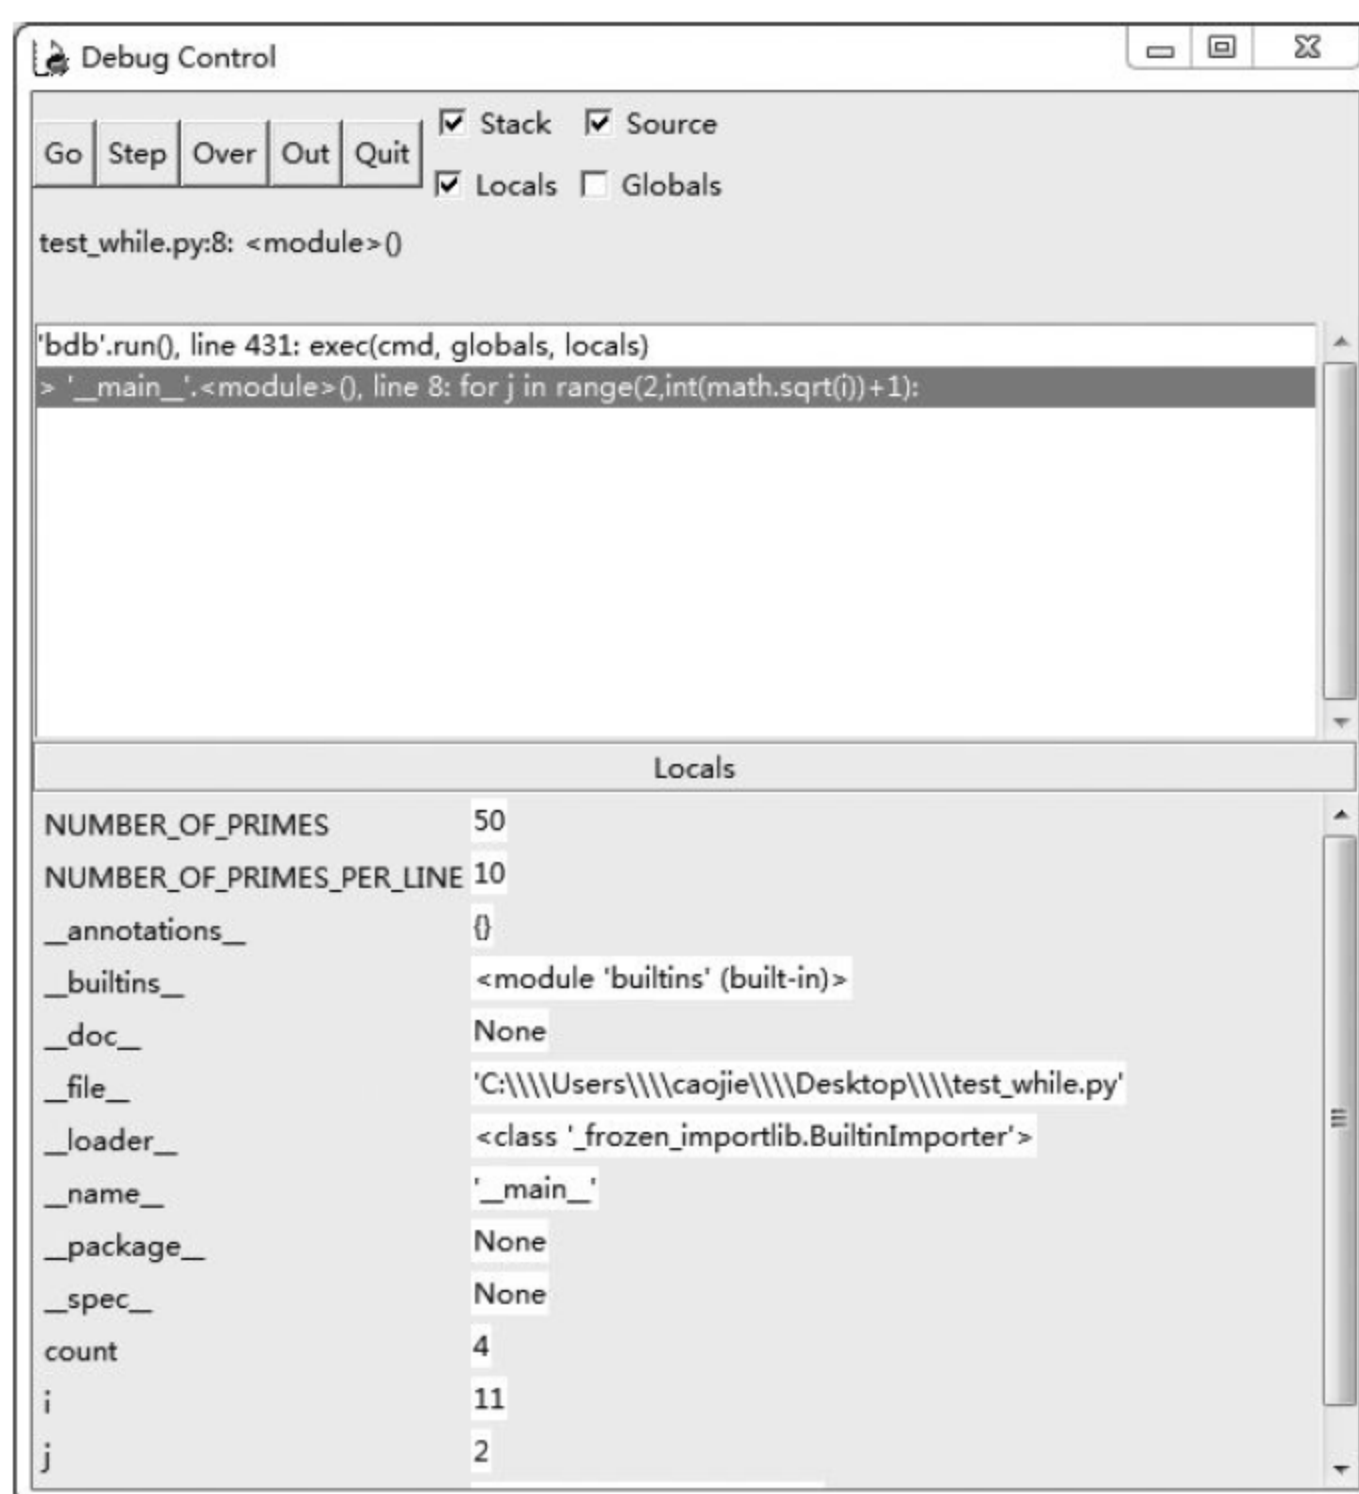 Debug Control
Go Step Over Out Quit
Stack Source
Locals Globals
test_while.py:8: <module>()
'bdb'.run(), line 431: exec(cmd, globals, locals)
> '__main__'.<module>(), line 8: for j in range(2,int(math.sqrt(i))+1):
Locals
NUMBER_OF_PRIMES 50
NUMBER_OF_PRIMES_PER_LINE 10
__annotations__ {}
__builtins__ <module 'builtins' (built-in)>
__doc__ None
__file__ 'C:\\\\Users\\\\caojie\\\\Desktop\\\\test_while.py'
__loader__ <class '_frozen_importlib.BuiltinImporter'>
__name__ '__main__'
__package__ None
__spec__ None
count 4
i 11
j 2